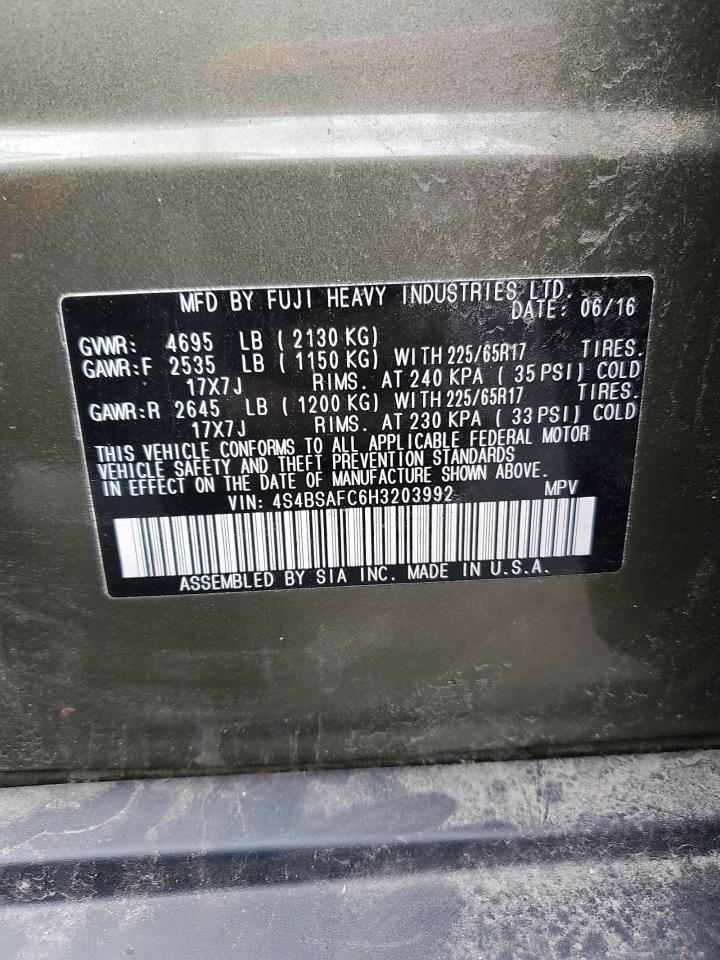 MFD BY FUJI HEAVY INDUSTRIES LTD.
DATE: 06/16
GVWR: 4695 LB ( 2130 KG)
GAWR:F 2535 LB ( 1150 KG) WITH 225/65R17 TIRES.
17X7J RIMS. AT 240 KPA ( 35 PSI) COLD
GAWR:R 2645 LB ( 1200 KG) WITH 225/65R17 TIRES.
17X7J RIMS. AT 230 KPA ( 33 PSI) COLD
THIS VEHICLE CONFORMS TO ALL APPLICABLE FEDERAL MOTOR
VEHICLE SAFETY AND THEFT PREVENTION STANDARDS
IN EFFECT ON THE DATE OF MANUFACTURE SHOWN ABOVE.
VIN: 4S4BSAFC6H3203992 MPV
ASSEMBLED BY SIA INC. MADE IN U.S.A.